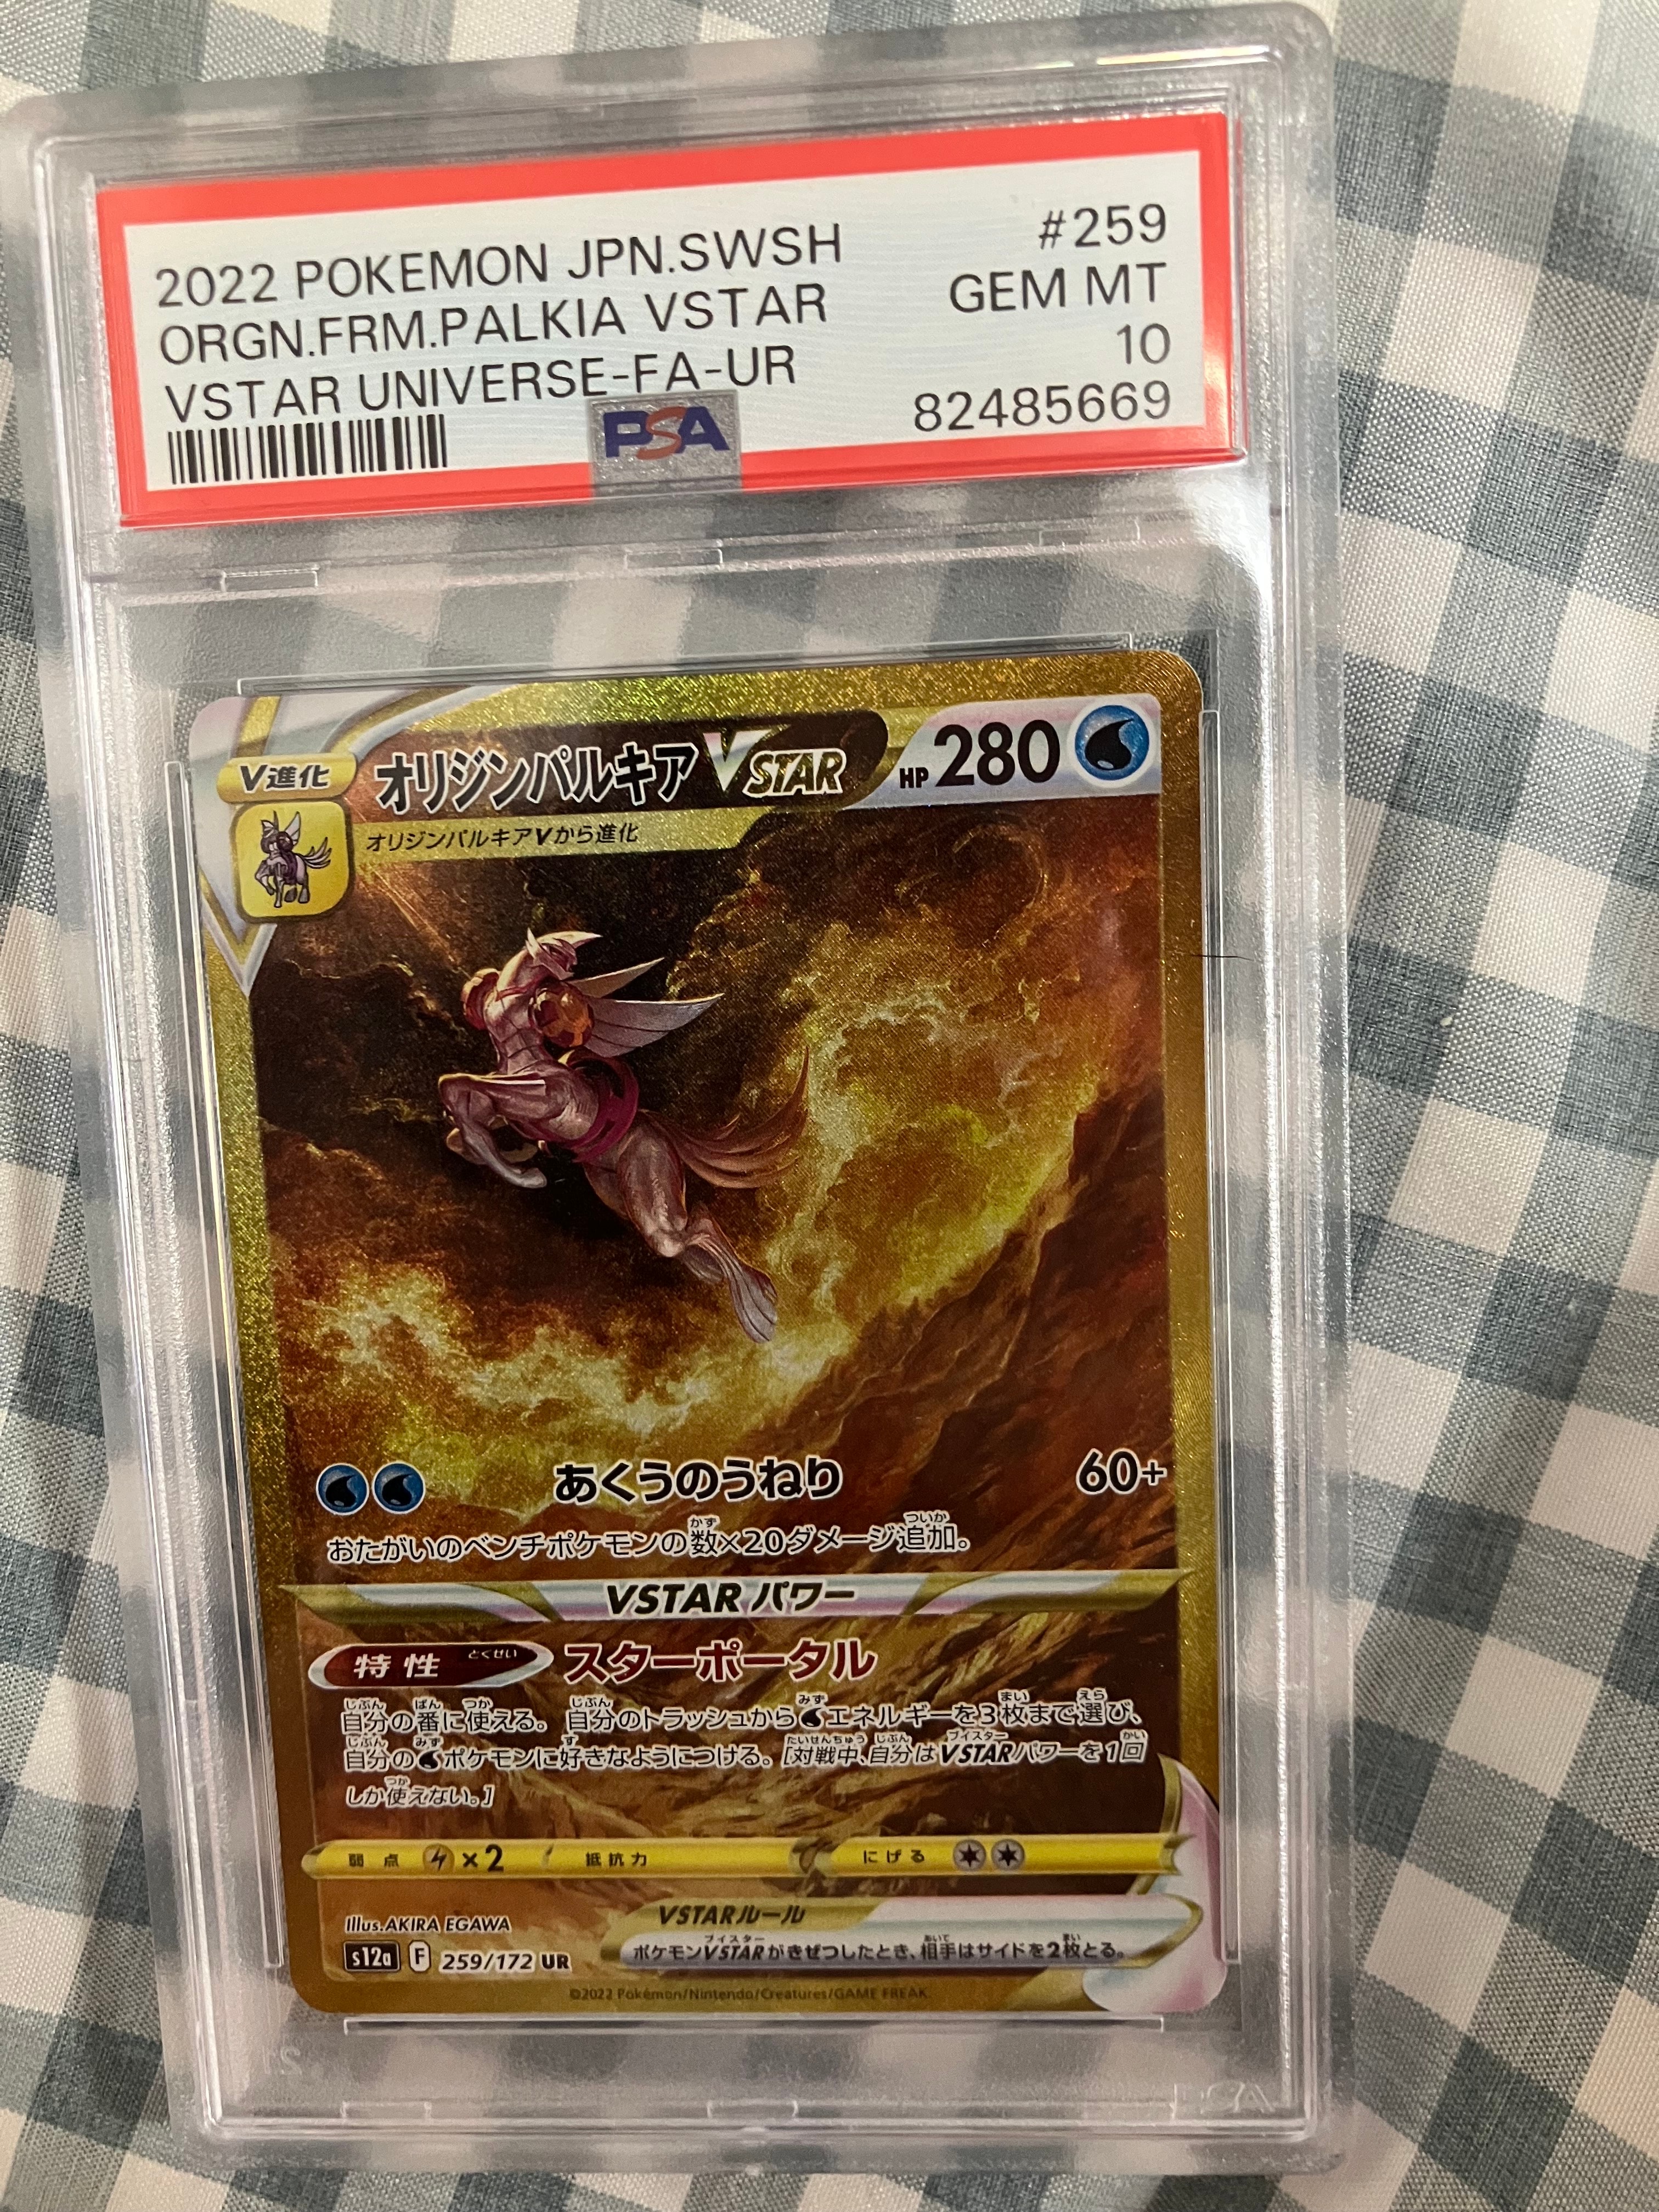 2022 POKEMON JPN.SWSH #259
ORGN.FRM.PALKIA VSTAR GEM MT
VSTAR UNIVERSE-FA-UR 10
PSA 82485669
V進化
オリジンパルキアVSTAR HP 280
オリジンパルキアVから進化
あくうのうねり 60+
おたがいのベンチポケモンの数×20ダメージ追加。
VSTARパワー
特性 スターポータル
自分の番に使える。自分のトラッシュからエネルギーを3枚まで選び、
自分のポケモンに好きなようにつける。[対戦中、自分はVSTARパワーを1回
しか使えない。]
弱点 ×2 抵抗力 にげる
Illus.AKIRA EGAWA
VSTARルール
s12a F 259/172 UR
ポケモンVSTARがきぜつしたとき、相手はサイドを2枚とる。
©2022 Pokémon/Nintendo/Creatures/GAME FREAK
PSA